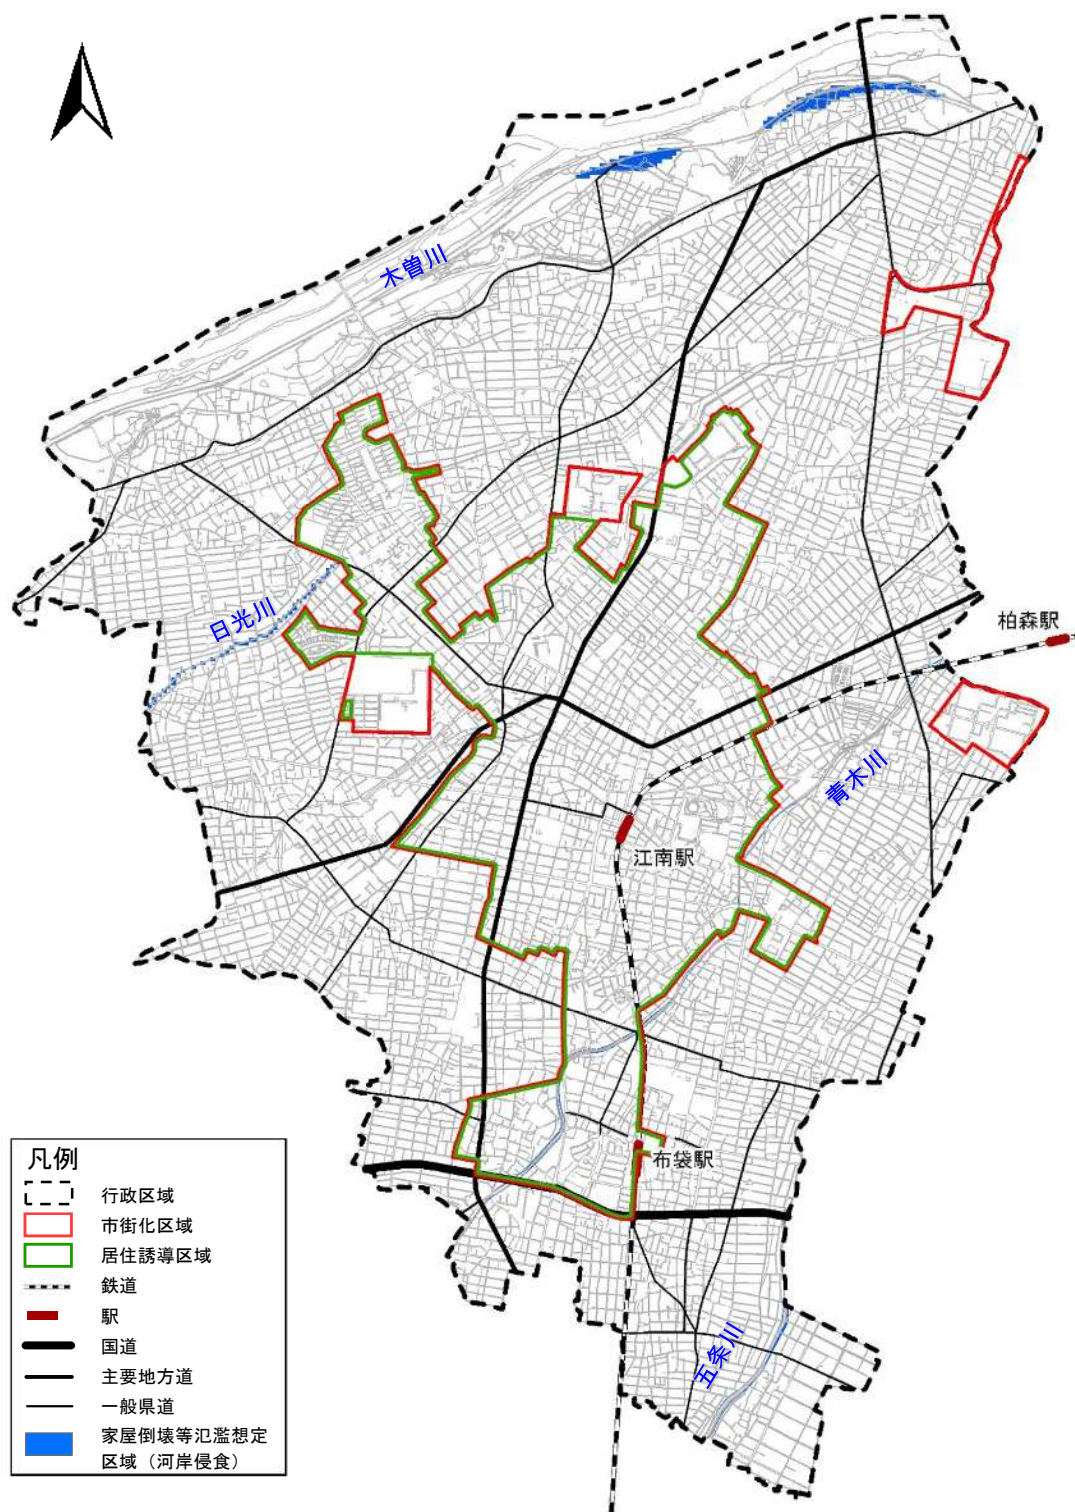 木曽川
日光川
柏森駅
青木川
江南駅
布袋駅
五条川
凡例
行政区域
市街化区域
居住誘導区域
鉄道
駅
国道
主要地方道
一般県道
家屋倒壊等氾濫想定
区域（河岸侵食）